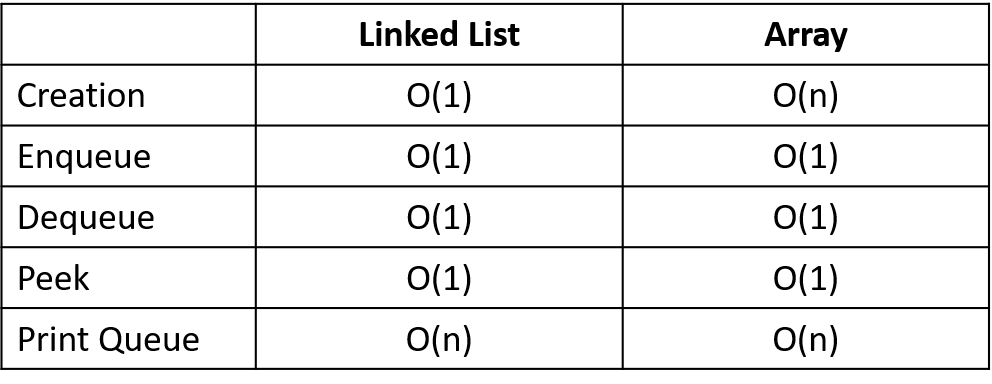 Linked List Array
Creation O(1) O(n)
Enqueue O(1) O(1)
Dequeue O(1) O(1)
Peek O(1) O(1)
Print Queue O(n) O(n)